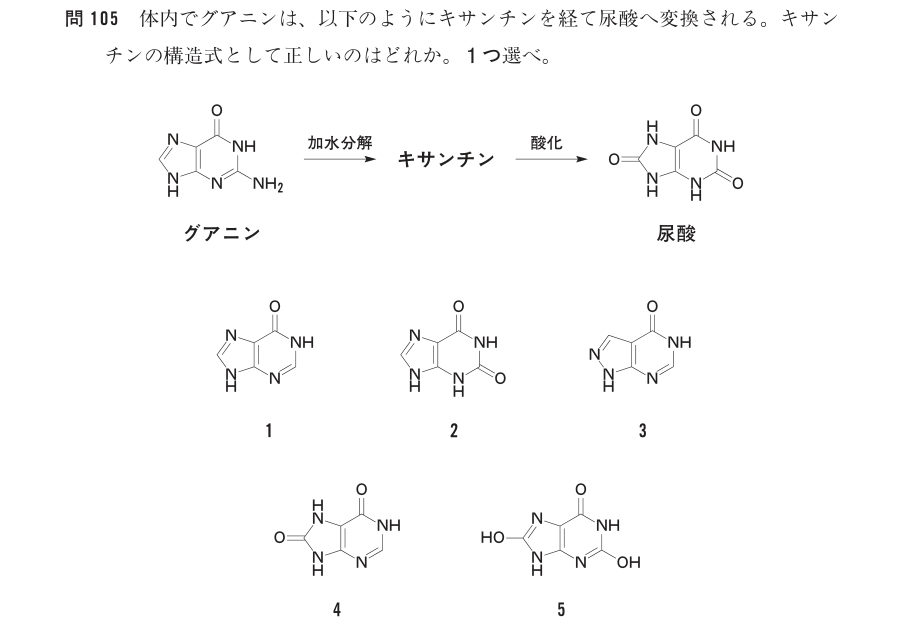 問 105　体内でグアニンは、以下のようにキサンチンを経て尿酸へ変換される。キサン
チンの構造式として正しいのはどれか。1つ選べ。
O
N NH
N H N NH2
グアニン
加水分解
キサンチン
酸化
H O
N NH
O
N H N H O
尿酸
O
N NH
N H N
1
O
N NH
N H N H O
2
O
N NH
N H N
3
H O
N NH
O
N H N
4
O
N NH
HO
N H N OH
5